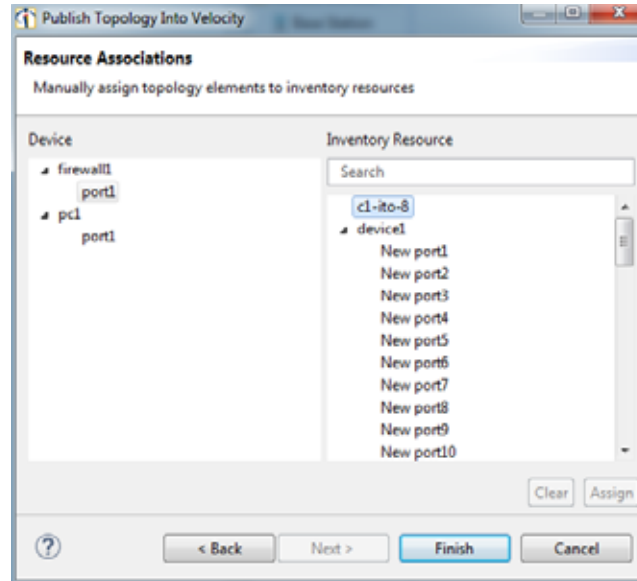 Publish Topology Into Velocity
Resource Associations
Manually assign topology elements to inventory resources
Device
firewall1
port1
pc1
port1
Inventory Resource
Search
c1-ito-8
device1
New port1
New port2
New port3
New port4
New port5
New port6
New port7
New port8
New port9
New port10
Clear
Assign
?
< Back
Next >
Finish
Cancel